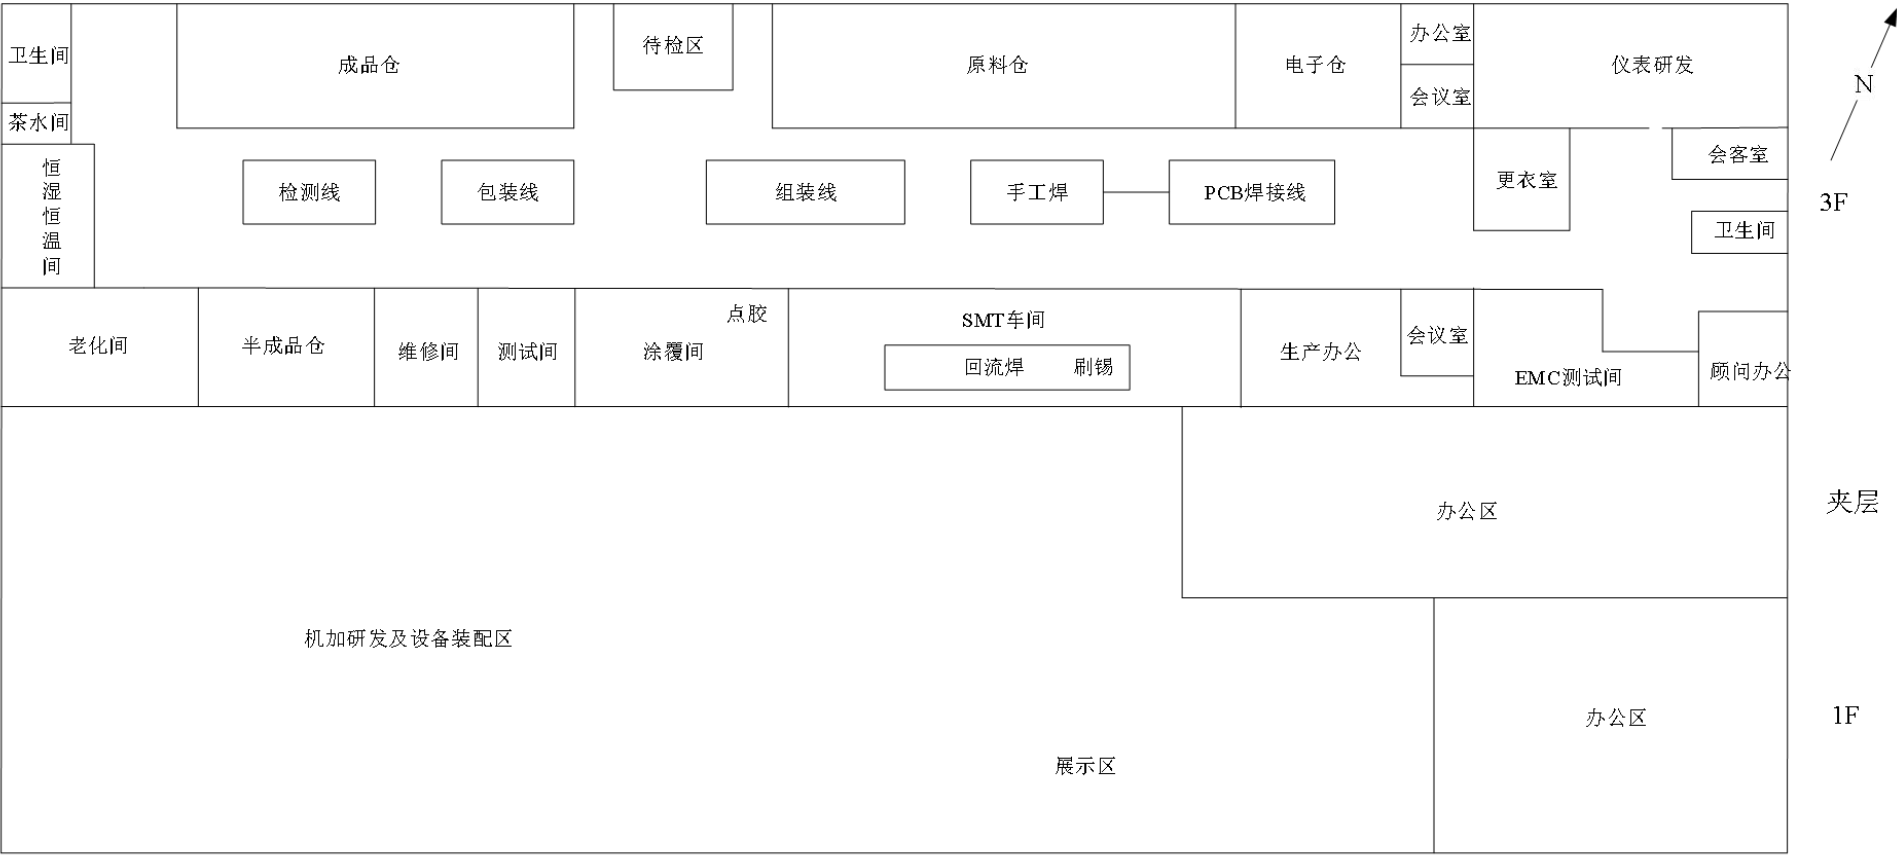 卫生间
成品仓
待检区
原料仓
电子仓
办公室
会议室
仪表研发
N
茶水间
恒
湿
恒
温
间
检测线
包装线
组装线
手工焊
PCB焊接线
更衣室
会客室
卫生间
3F
老化间
半成品仓
维修间
测试间
点胶
涂覆间
SMT车间
回流焊
刷锡
生产办公
会议室
EMC测试间
顾问办公
办公区
夹层
机加研发及设备装配区
展示区
办公区
1F